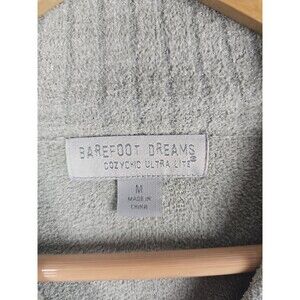 BAREFOOT DREAMS®
COZYCHIC ULTRA LITE
M
MADE IN
CHINA